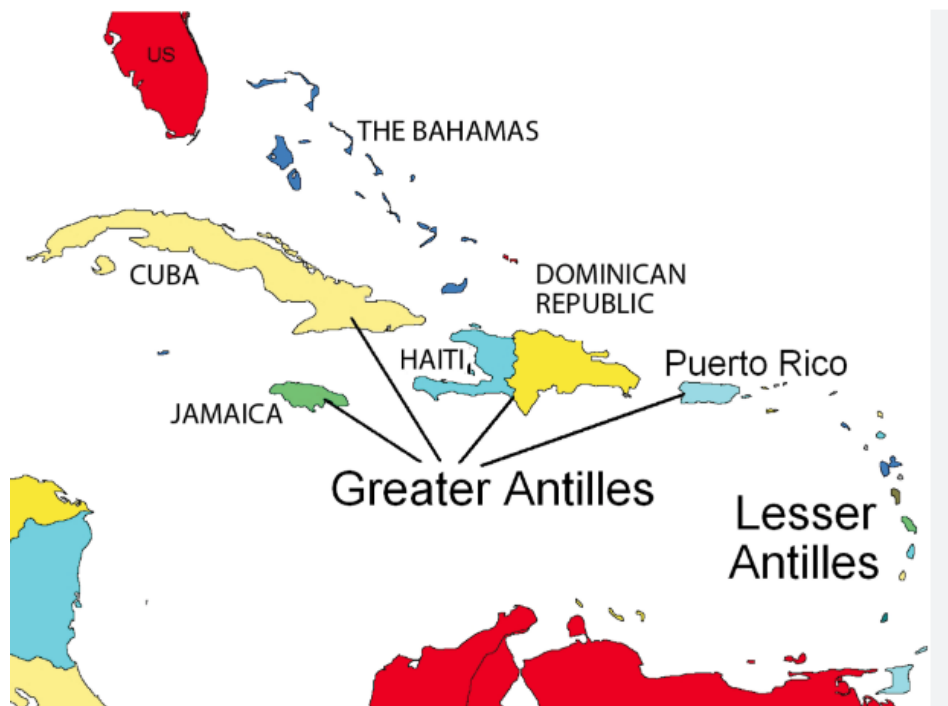 US
THE BAHAMAS
CUBA
DOMINICAN
REPUBLIC
HAITI
Puerto Rico
JAMAICA
Greater Antilles
Lesser
Antilles